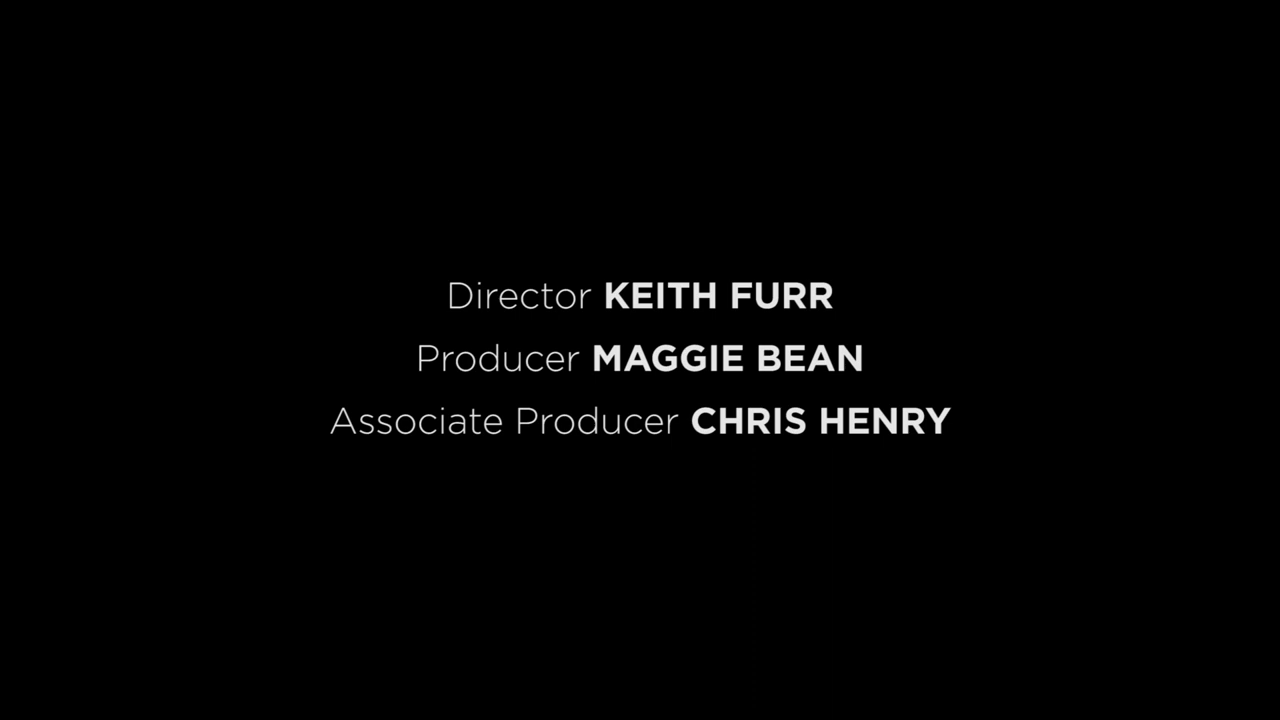 Director KEITH FURR
Producer MAGGIE BEAN
Associate Producer CHRIS HENRY